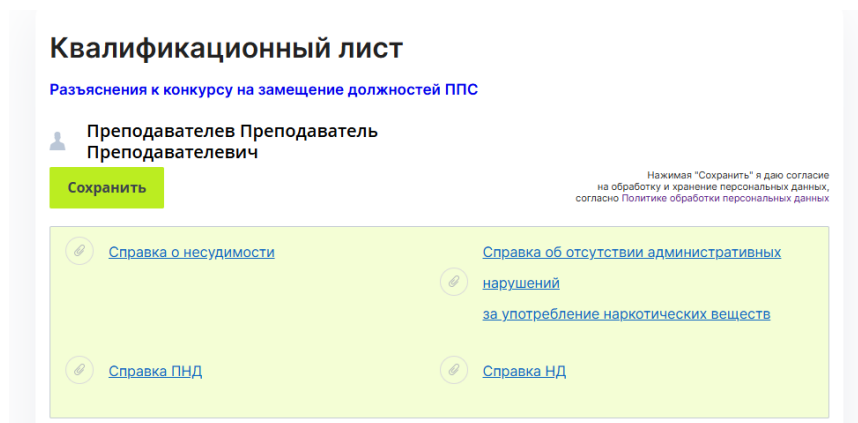 Квалификационный лист
Разъяснения к конкурсу на замещение должностей ППС
Преподавателев Преподаватель
Преподавателевич
Сохранить
Нажимая "Сохранить" я даю согласие
на обработку и хранение персональных данных,
согласно Политике обработки персональных данных
Справка о несудимости
Справка об отсутствии административных
нарушений
за употребление наркотических веществ
Справка ПНД
Справка НД